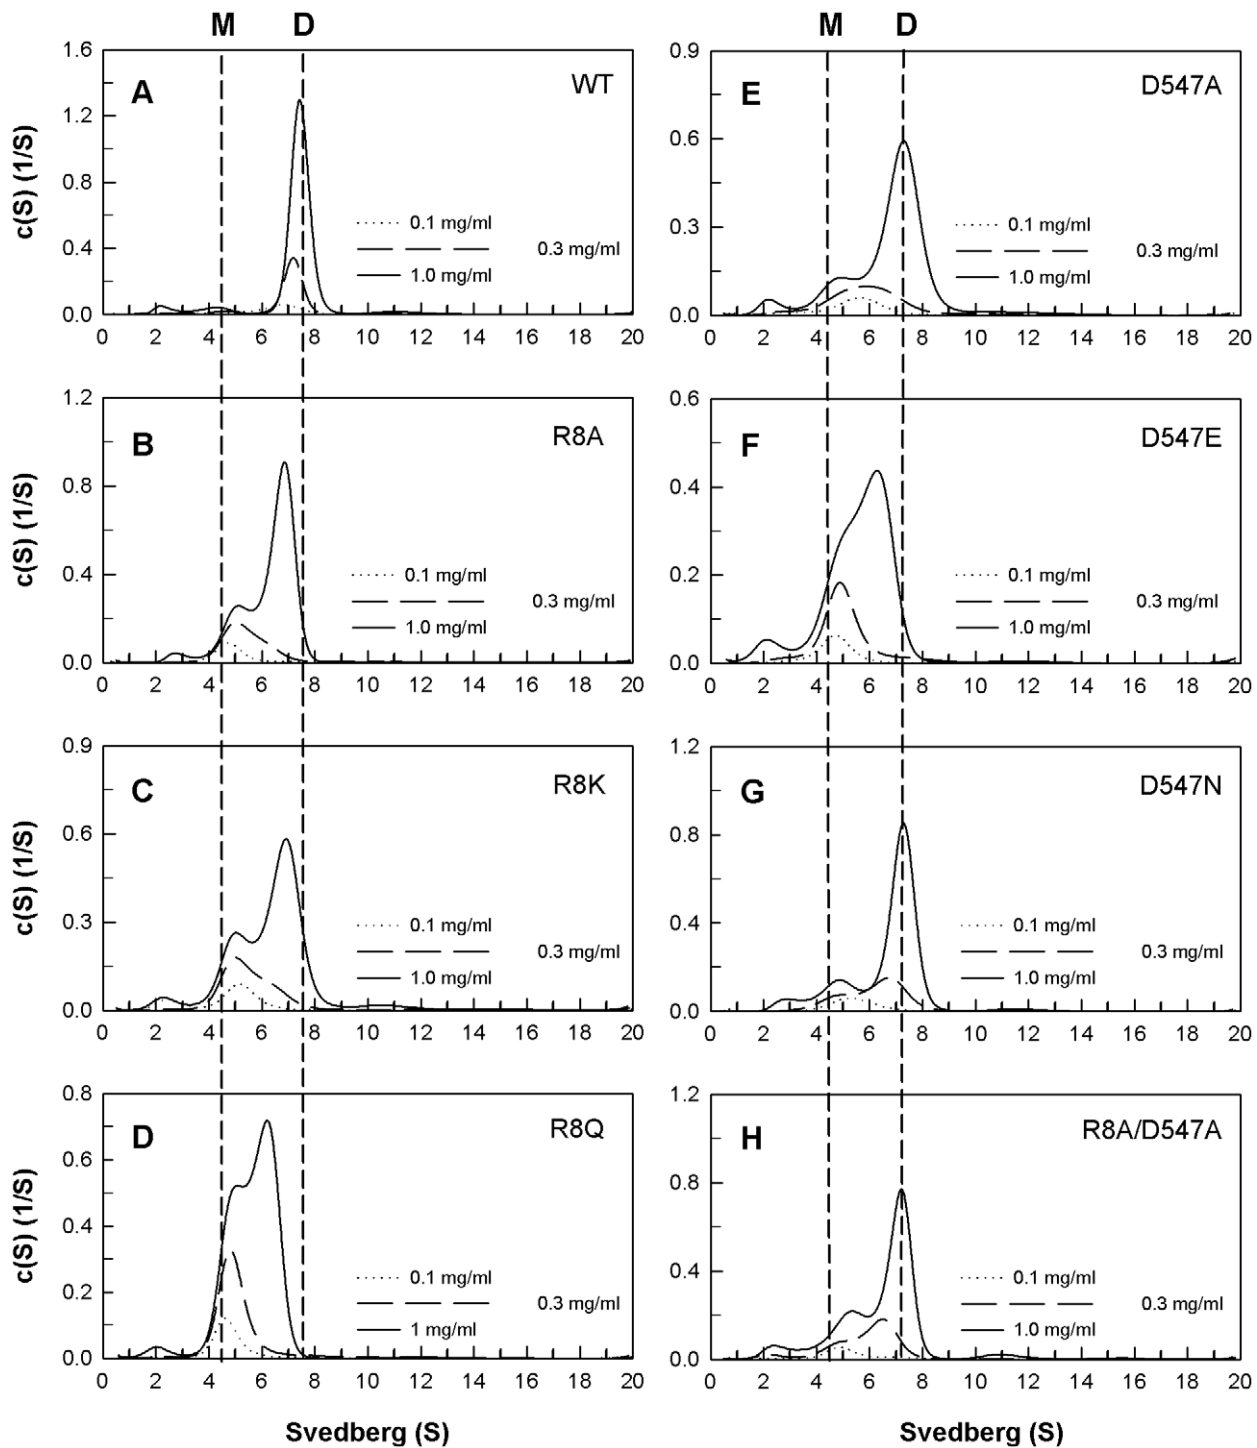 M D
1.6
A
WT
1.2
c(S) (1/S)
0.8
0.1 mg/ml
0.3 mg/ml
0.4
1.0 mg/ml
0.0
0 2 4 6 8 10 12 14 16 18 20
1.2
B
R8A
0.8
c(S) (1/S)
0.1 mg/ml
0.4
0.3 mg/ml
1.0 mg/ml
0.0
0 2 4 6 8 10 12 14 16 18 20
0.9
C
R8K
0.6
c(S) (1/S)
0.1 mg/ml
0.3
0.3 mg/ml
1.0 mg/ml
0.0
0 2 4 6 8 10 12 14 16 18 20
0.8
D
R8Q
0.6
c(S) (1/S)
0.4
0.1 mg/ml
0.2
0.3 mg/ml
1 mg/ml
0.0
0 2 4 6 8 10 12 14 16 18 20
Svedberg (S)
M D
0.9
E
D547A
0.6
0.3
0.1 mg/ml
0.3 mg/ml
1.0 mg/ml
0.0
0 2 4 6 8 10 12 14 16 18 20
0.6
F
D547E
0.4
0.2
0.1 mg/ml
0.3 mg/ml
1.0 mg/ml
0.0
0 2 4 6 8 10 12 14 16 18 20
1.2
G
D547N
0.8
0.4
0.1 mg/ml
0.3 mg/ml
1.0 mg/ml
0.0
0 2 4 6 8 10 12 14 16 18 20
1.2
H
R8A/D547A
0.8
0.4
0.1 mg/ml
0.3 mg/ml
1.0 mg/ml
0.0
0 2 4 6 8 10 12 14 16 18 20
Svedberg (S)